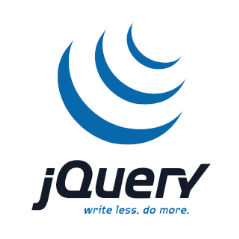 jQuery
write less, do more.